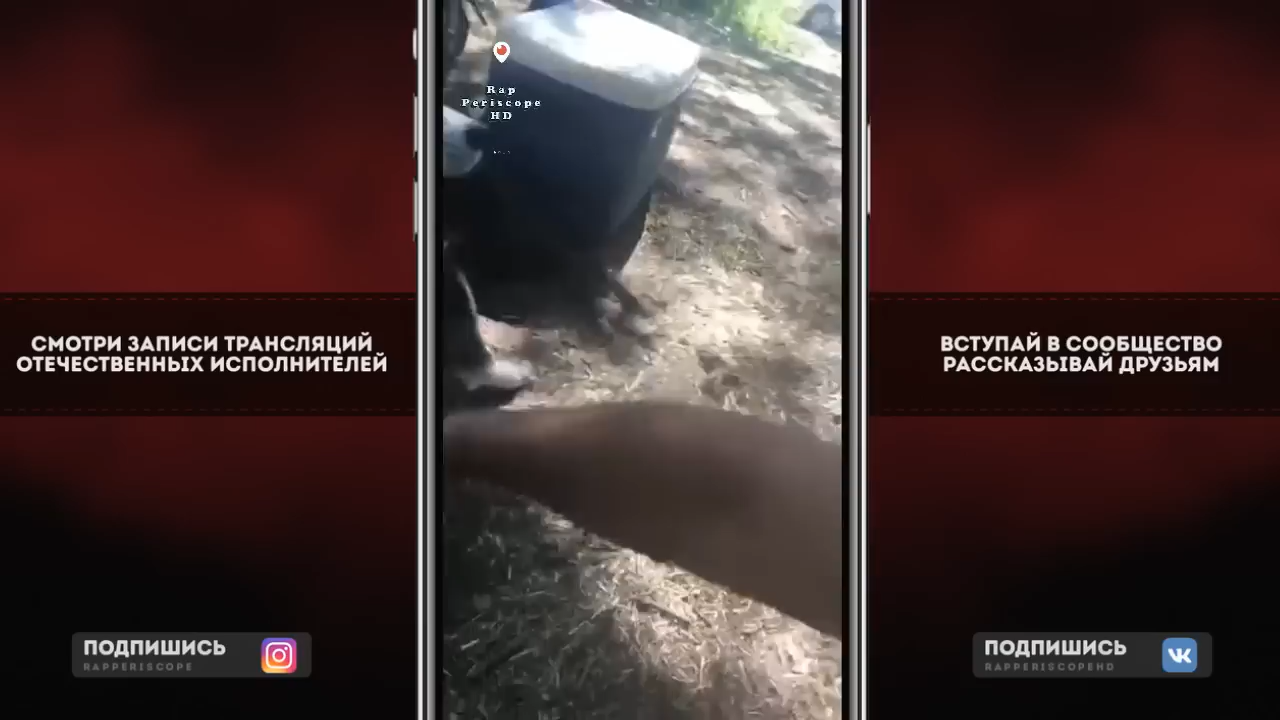 Rap
Periscope
HD
СМОТРИ ЗАПИСИ ТРАНСЛЯЦИЙ
ОТЕЧЕСТВЕННЫХ ИСПОЛНИТЕЛЕЙ
ВСТУПАЙ В СООБЩЕСТВО
РАССКАЗЫВАЙ ДРУЗЬЯМ
ПОДПИШИСЬ
RAPPERISCOPE
ПОДПИШИСЬ
RAPPERISCOPEHD